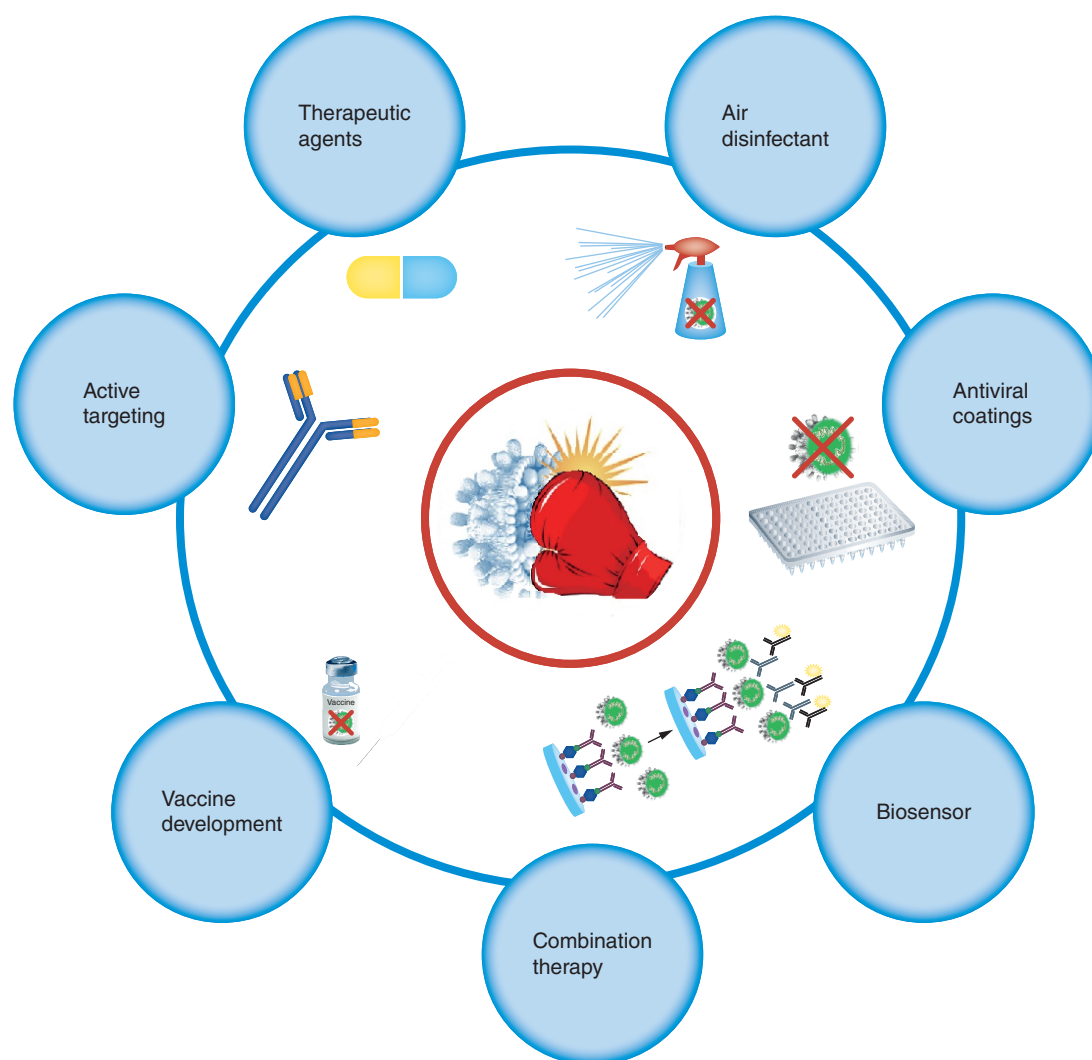 Therapeutic
agents
Air
disinfectant
Active
targeting
Antiviral
coatings
Vaccine
Vaccine
development
Biosensor
Combination
therapy